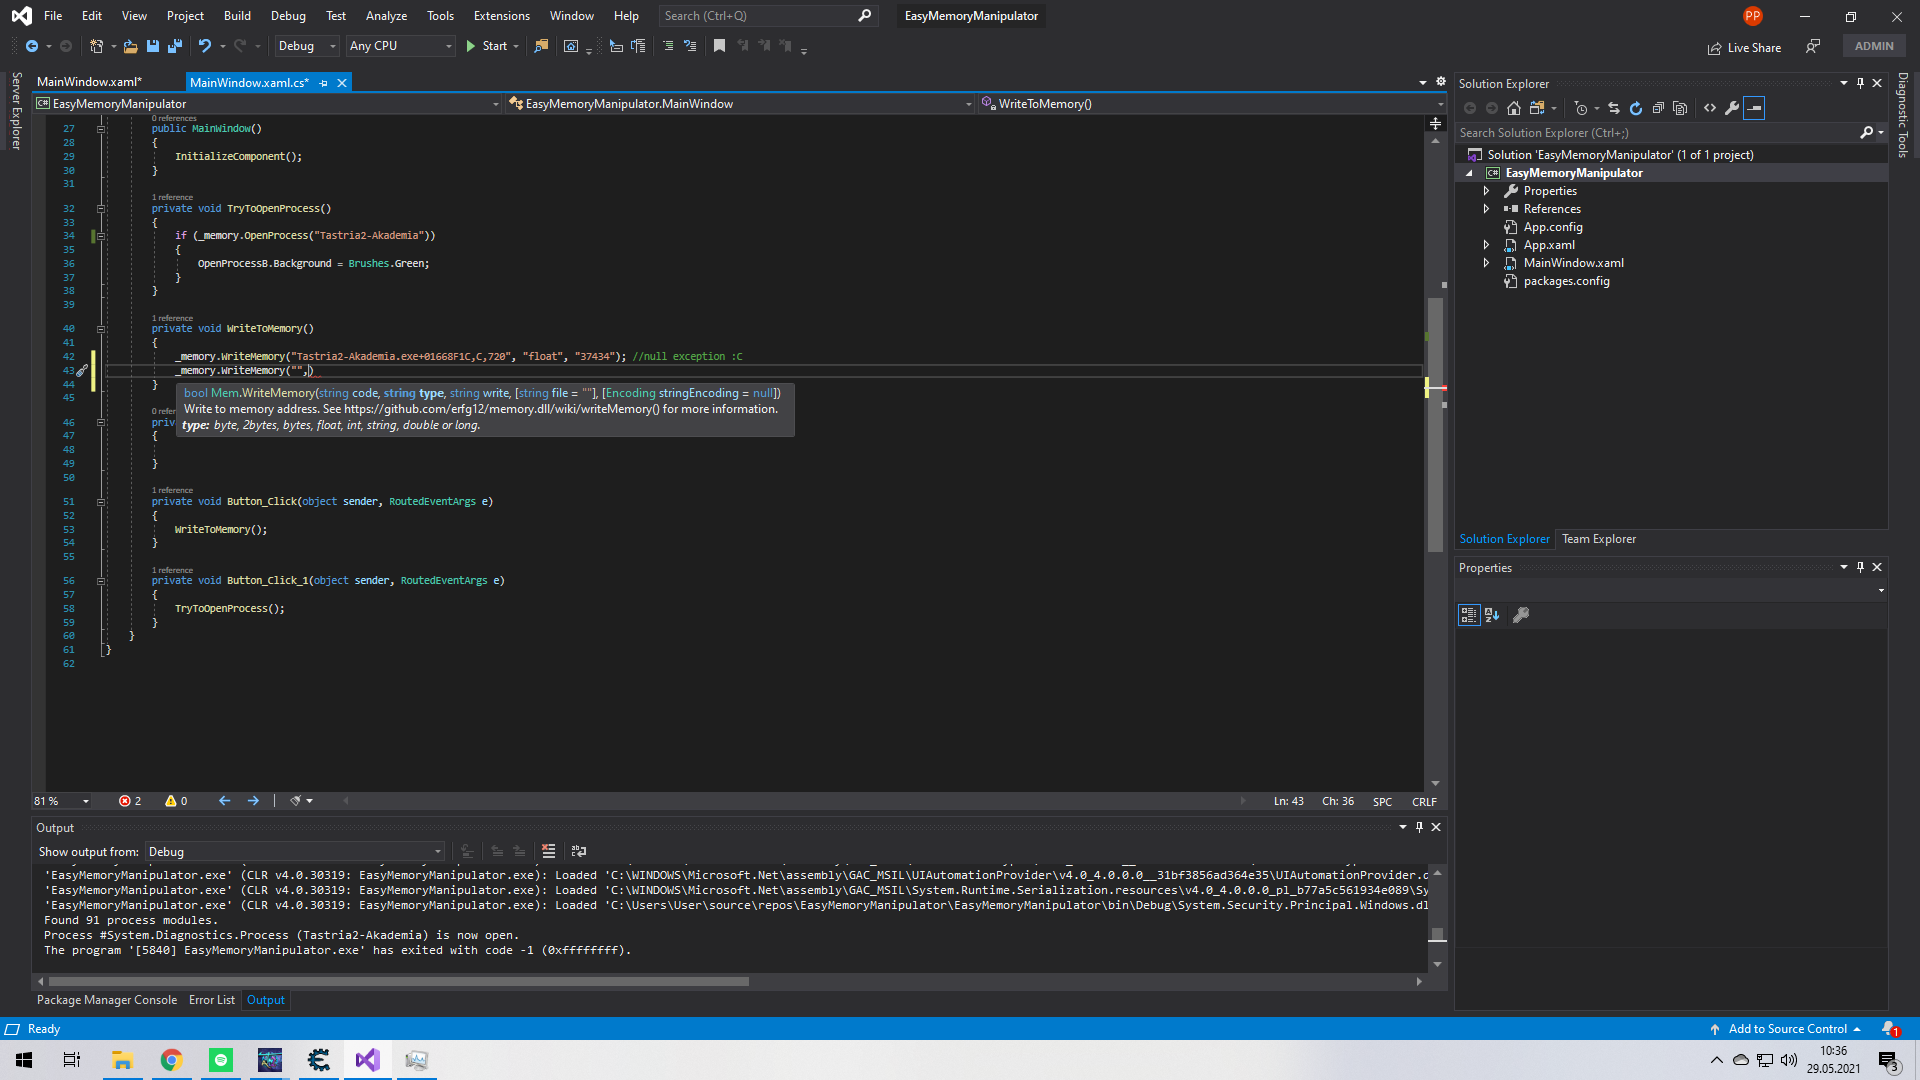 File Edit View Project Build Debug Test Analyze Tools Extensions Window Help Search (Ctrl+Q) EasyMemoryManipulator PP
Debug Any CPU Start Live Share ADMIN
Server Explorer
MainWindow.xaml* MainWindow.xaml.cs*
EasyMemoryManipulator EasyMemoryManipulator.MainWindow WriteToMemory()
0 references
27 public MainWindow()
28 {
29 InitializeComponent();
30 }
31
1 reference
32 private void TryToOpenProcess()
33 {
34 if (_memory.OpenProcess("Tastria2-Akademia"))
35 {
36 OpenProcessB.Background = Brushes.Green;
37 }
38 }
39
1 reference
40 private void WriteToMemory()
41 {
42 _memory.WriteMemory("Tastria2-Akademia.exe+01668F1C,C,720", "float", "37434"); //null exception :C
43 _memory.WriteMemory("",)
44 }
bool Mem.WriteMemory(string code, string type, string write, [string file = ""], [Encoding stringEncoding = null])
Write to memory address. See https://github.com/erfg12/memory.dll/wiki/writeMemory() for more information.
type: byte, 2bytes, bytes, float, int, string, double or long.
45
0 refer
46 priv
47 {
48
49 }
50
1 reference
51 private void Button_Click(object sender, RoutedEventArgs e)
52 {
53 WriteToMemory();
54 }
55
1 reference
56 private void Button_Click_1(object sender, RoutedEventArgs e)
57 {
58 TryToOpenProcess();
59 }
60 }
61 }
62
81 % 2 0 Ln: 43 Ch: 36 SPC CRLF
Output
Show output from: Debug
'EasyMemoryManipulator.exe' (CLR v4.0.30319: EasyMemoryManipulator.exe): Loaded 'C:\WINDOWS\Microsoft.Net\assembly\GAC_MSIL\UIAutomationProvider\v4.0_4.0.0.0__31bf3856ad364e35\UIAutomationProvider.d
'EasyMemoryManipulator.exe' (CLR v4.0.30319: EasyMemoryManipulator.exe): Loaded 'C:\WINDOWS\Microsoft.Net\assembly\GAC_MSIL\System.Runtime.Serialization.resources\v4.0_4.0.0.0_pl_b77a5c561934e089\Sy
'EasyMemoryManipulator.exe' (CLR v4.0.30319: EasyMemoryManipulator.exe): Loaded 'C:\Users\User\source\repos\EasyMemoryManipulator\EasyMemoryManipulator\bin\Debug\System.Security.Principal.Windows.dl
Found 91 process modules.
Process #System.Diagnostics.Process (Tastria2-Akademia) is now open.
The program '[5840] EasyMemoryManipulator.exe' has exited with code -1 (0xffffffff).
Package Manager Console Error List Output
Solution Explorer
Search Solution Explorer (Ctrl+;)
Solution 'EasyMemoryManipulator' (1 of 1 project)
EasyMemoryManipulator
Properties
References
App.config
App.xaml
MainWindow.xaml
packages.config
Solution Explorer Team Explorer
Properties
Diagnostic Tools
Ready Add to Source Control 1
10:36
29.05.2021
3